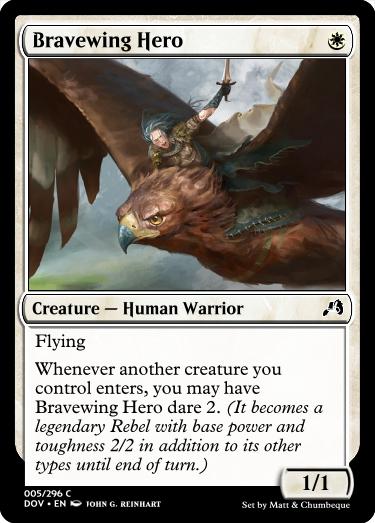 Bravewing Hero
Creature — Human Warrior
Flying
Whenever another creature you
control enters, you may have
Bravewing Hero dare 2. (It becomes a
legendary Rebel with base power and
toughness 2/2 in addition to its other
types until end of turn.)
1/1
005/296 C
DOV • EN JOHN G. REINHART
Set by Matt & Chumbeque